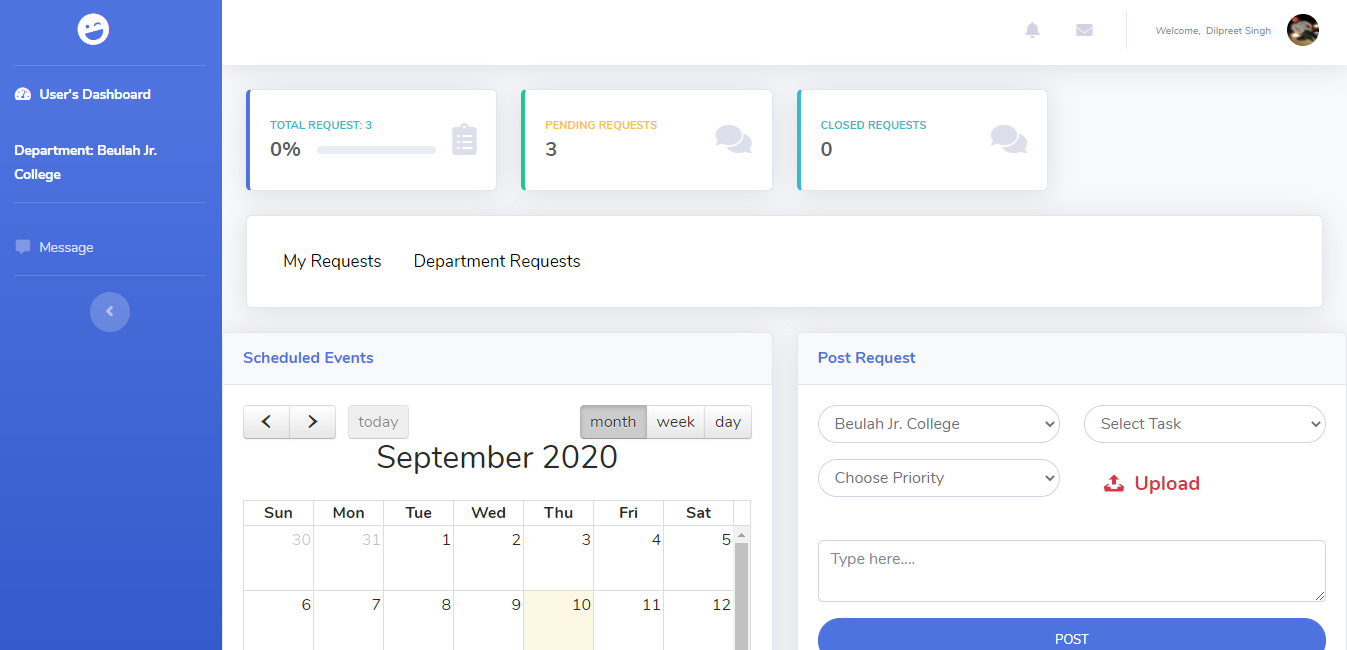 Welcome, Dilpreet Singh
User's Dashboard
Department: Beulah Jr.
College
Message
TOTAL REQUEST: 3
0%
PENDING REQUESTS
3
CLOSED REQUESTS
0
My Requests Department Requests
Scheduled Events
today
month week day
September 2020
Sun Mon Tue Wed Thu Fri Sat
30 31 1 2 3 4 5
6 7 8 9 10 11 12
Post Request
Beulah Jr. College Select Task
Choose Priority Upload
Type here....
POST